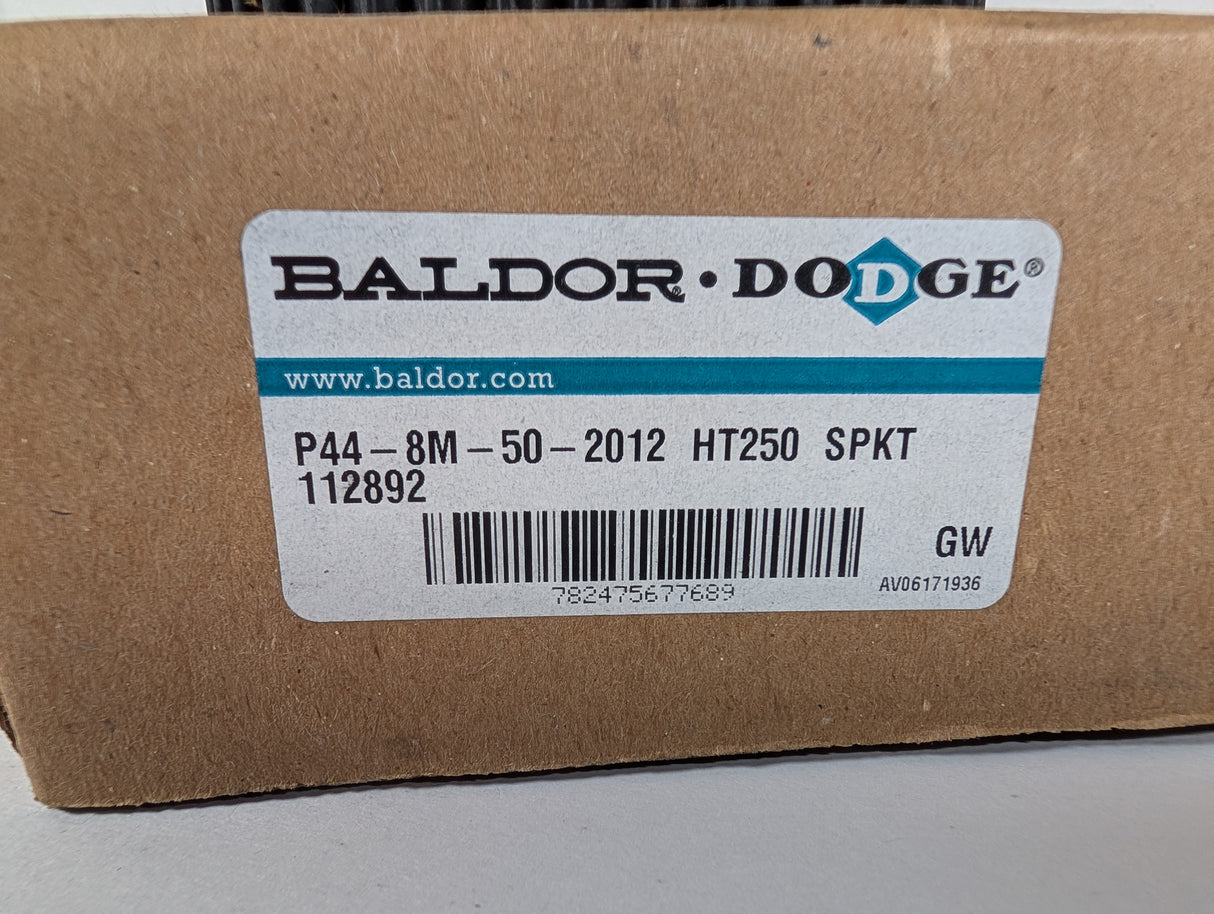 BALDOR® • DODGE®
www.baldor.com
P44-8M-50-2012 HT250 SPKT
112892
GW
782475677689
AV06171936